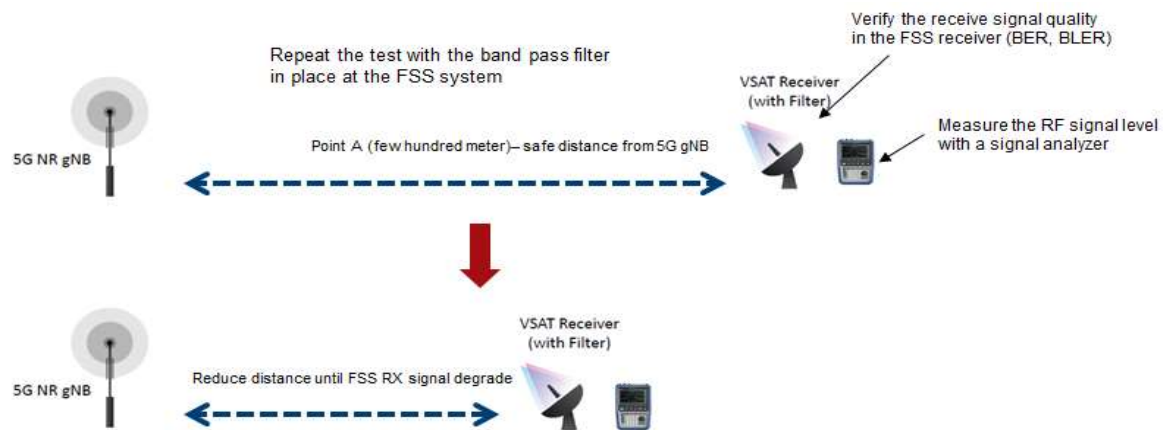 Verify the receive signal quality
in the FSS receiver (BER, BLER)
Repeat the test with the band pass filter
in place at the FSS system
VSAT Receiver
(with Filter)
5G NR gNB
Point A (few hundred meter)– safe distance from 5G gNB
Measure the RF signal level
with a signal analyzer
VSAT Receiver
(with Filter)
5G NR gNB
Reduce distance until FSS RX signal degrade